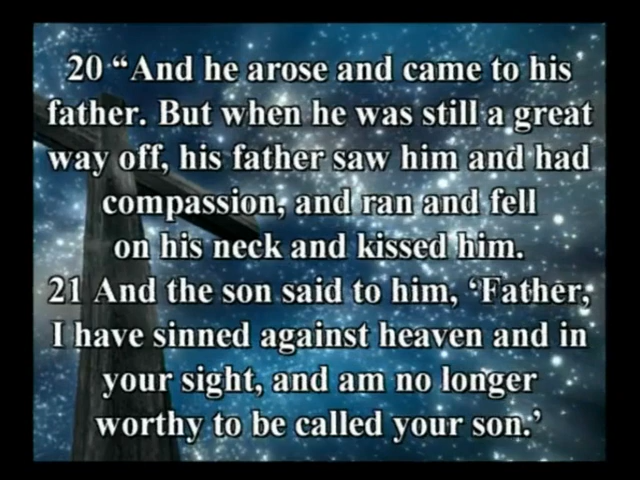 20 “And he arose and came to his
father. But when he was still a great
way off, his father saw him and had
compassion, and ran and fell
on his neck and kissed him.
21 And the son said to him, ‘Father,
I have sinned against heaven and in
your sight, and am no longer
worthy to be called your son.’